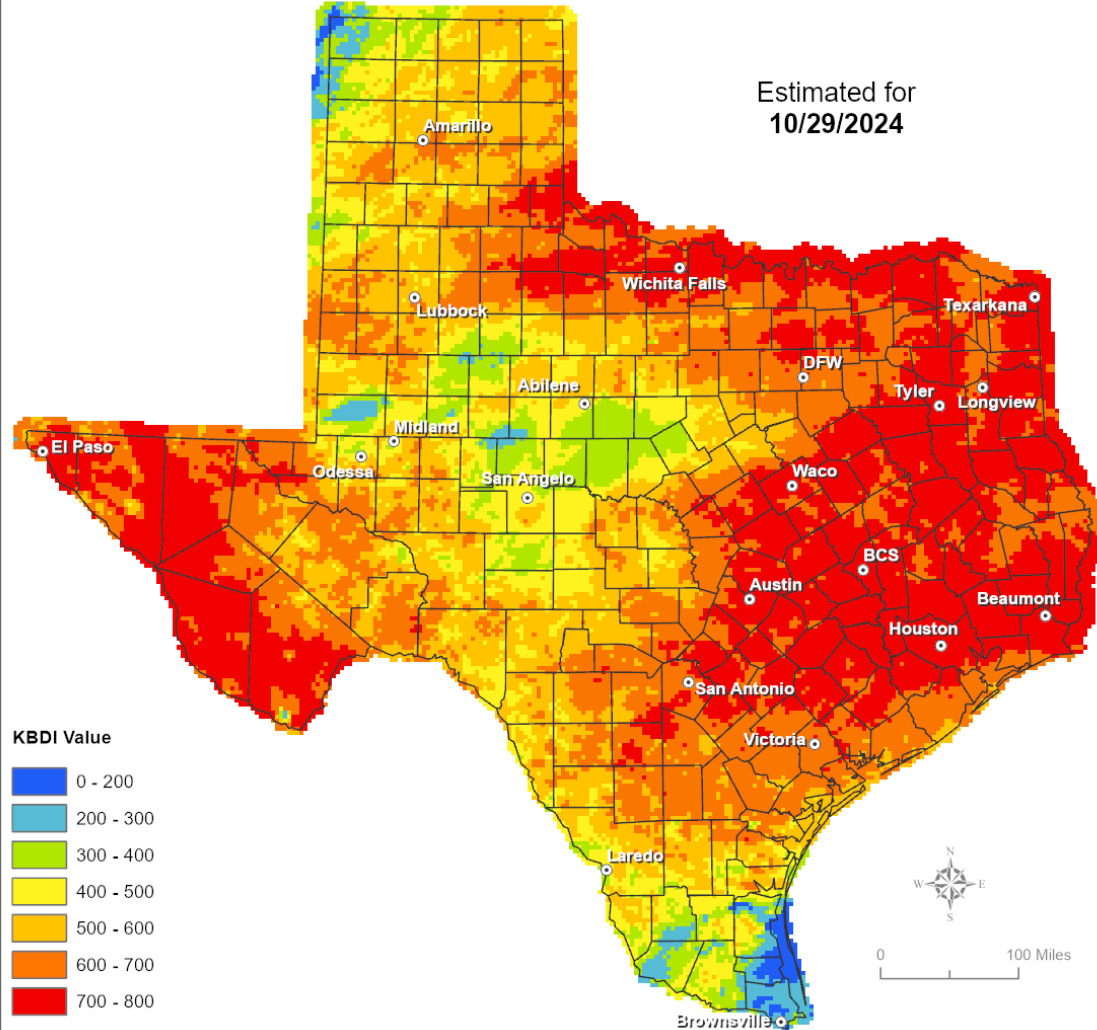 Estimated for
10/29/2024
Amarillo
Wichita Falls
Lubbock
Texarkana
DFW
Abilene
Tyler
Longview
Midland
El Paso
Odessa
Waco
San Angelo
BCS
Austin
Beaumont
Houston
San Antonio
Victoria
Laredo
Brownsville
KBDI Value
0 - 200
200 - 300
300 - 400
400 - 500
500 - 600
600 - 700
700 - 800
N
W E
S
0 100 Miles